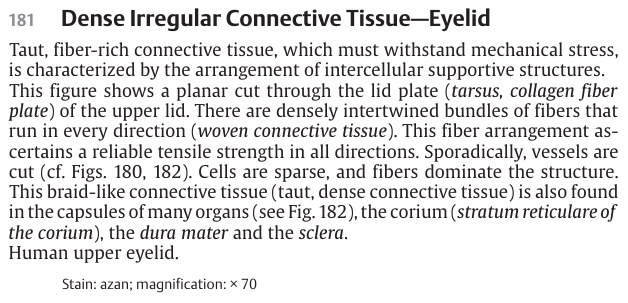 181 Dense Irregular Connective Tissue—Eyelid
Taut, fiber-rich connective tissue, which must withstand mechanical stress,
is characterized by the arrangement of intercellular supportive structures.
This figure shows a planar cut through the lid plate (tarsus, collagen fiber
plate) of the upper lid. There are densely intertwined bundles of fibers that
run in every direction (woven connective tissue). This fiber arrangement as-
certains a reliable tensile strength in all directions. Sporadically, vessels are
cut (cf. Figs. 180, 182). Cells are sparse, and fibers dominate the structure.
This braid-like connective tissue (taut, dense connective tissue) is also found
in the capsules of many organs (see Fig. 182), the corium (stratum reticulare of
the corium), the dura mater and the sclera.
Human upper eyelid.
Stain: azan; magnification: × 70